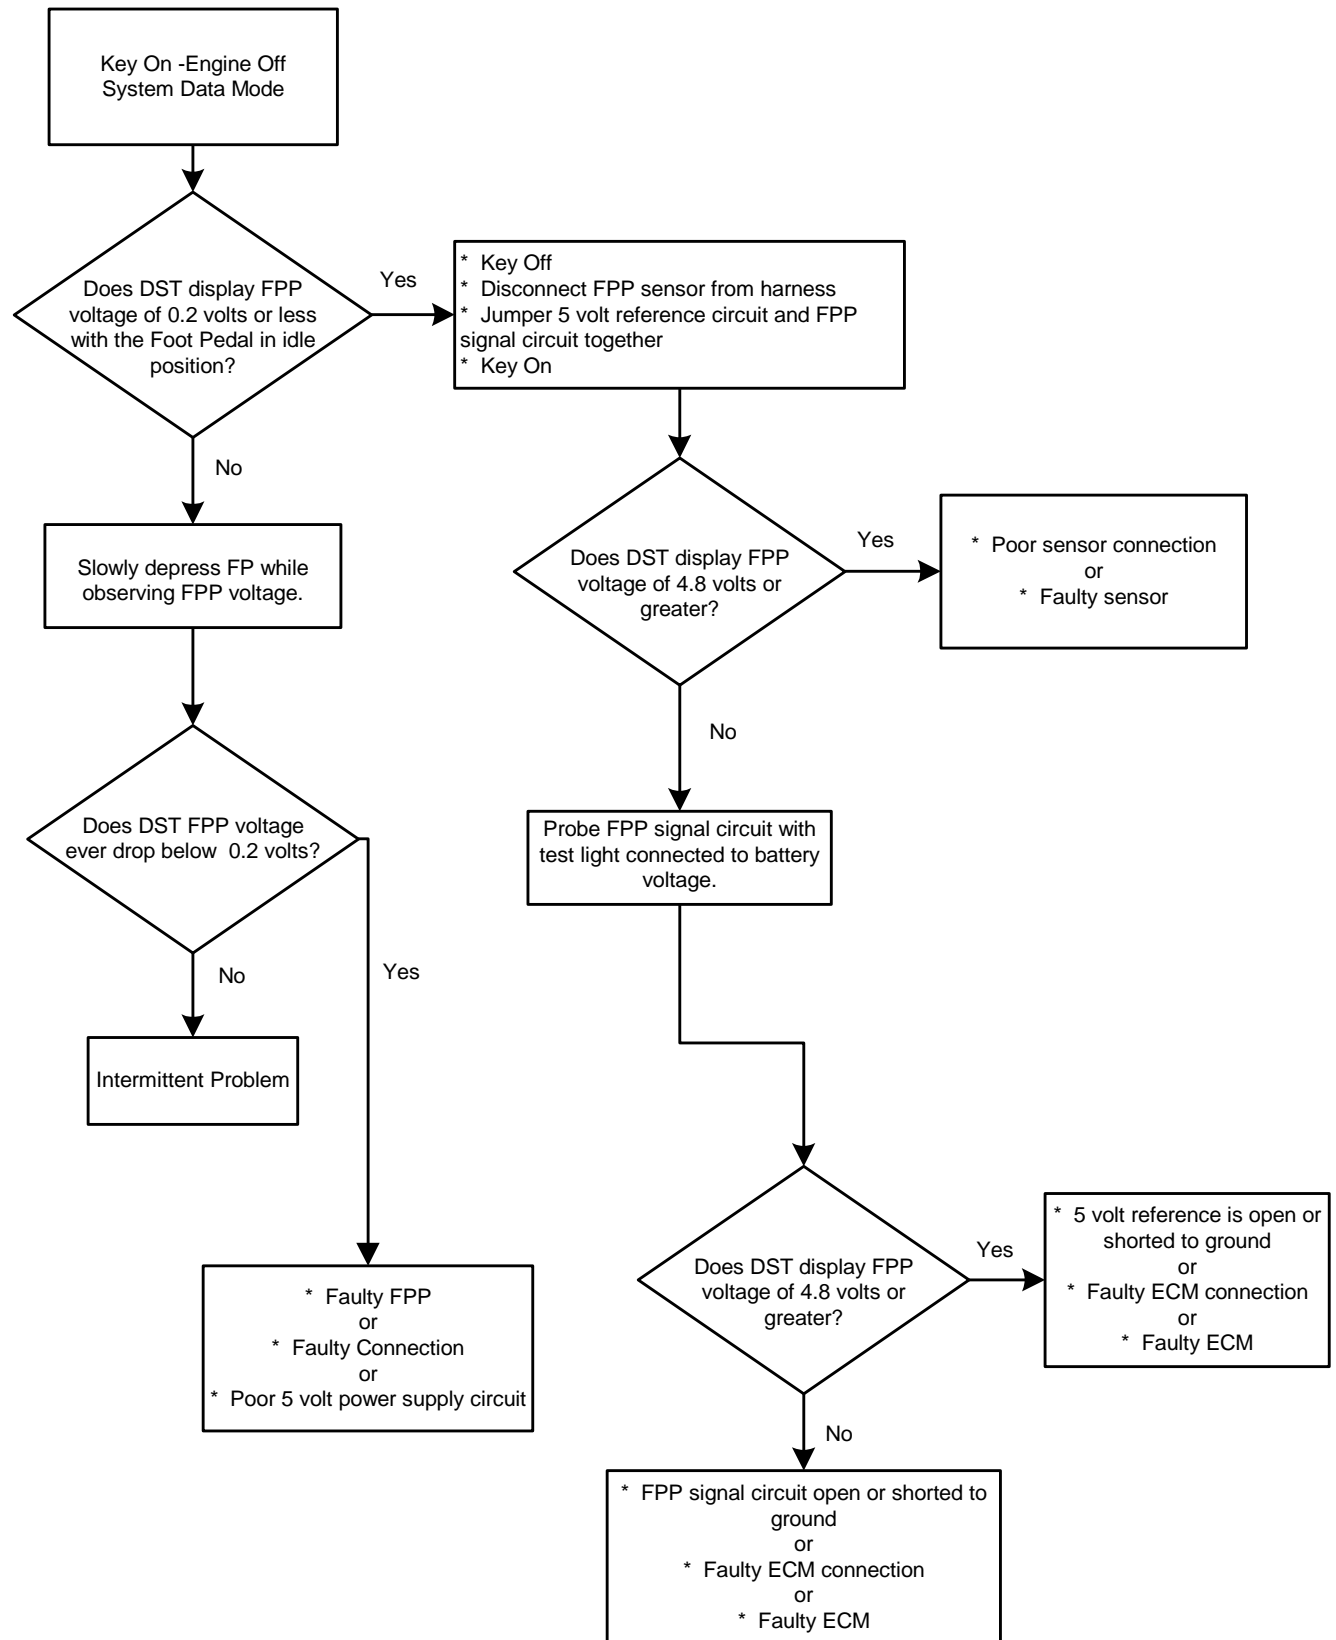 Key On -Engine Off
System Data Mode
Does DST display FPP
voltage of 0.2 volts or less
with the Foot Pedal in idle
position?
Yes
* Key Off
* Disconnect FPP sensor from harness
* Jumper 5 volt reference circuit and FPP
signal circuit together
* Key On
No
Slowly depress FP while
observing FPP voltage.
Does DST display FPP
voltage of 4.8 volts or
greater?
Yes
* Poor sensor connection
or
* Faulty sensor
No
Does DST FPP voltage
ever drop below 0.2 volts?
Probe FPP signal circuit with
test light connected to battery
voltage.
No
Yes
Intermittent Problem
* Faulty FPP
or
* Faulty Connection
or
* Poor 5 volt power supply circuit
Does DST display FPP
voltage of 4.8 volts or
greater?
Yes
* 5 volt reference is open or
shorted to ground
or
* Faulty ECM connection
or
* Faulty ECM
No
* FPP signal circuit open or shorted to
ground
or
* Faulty ECM connection
or
* Faulty ECM